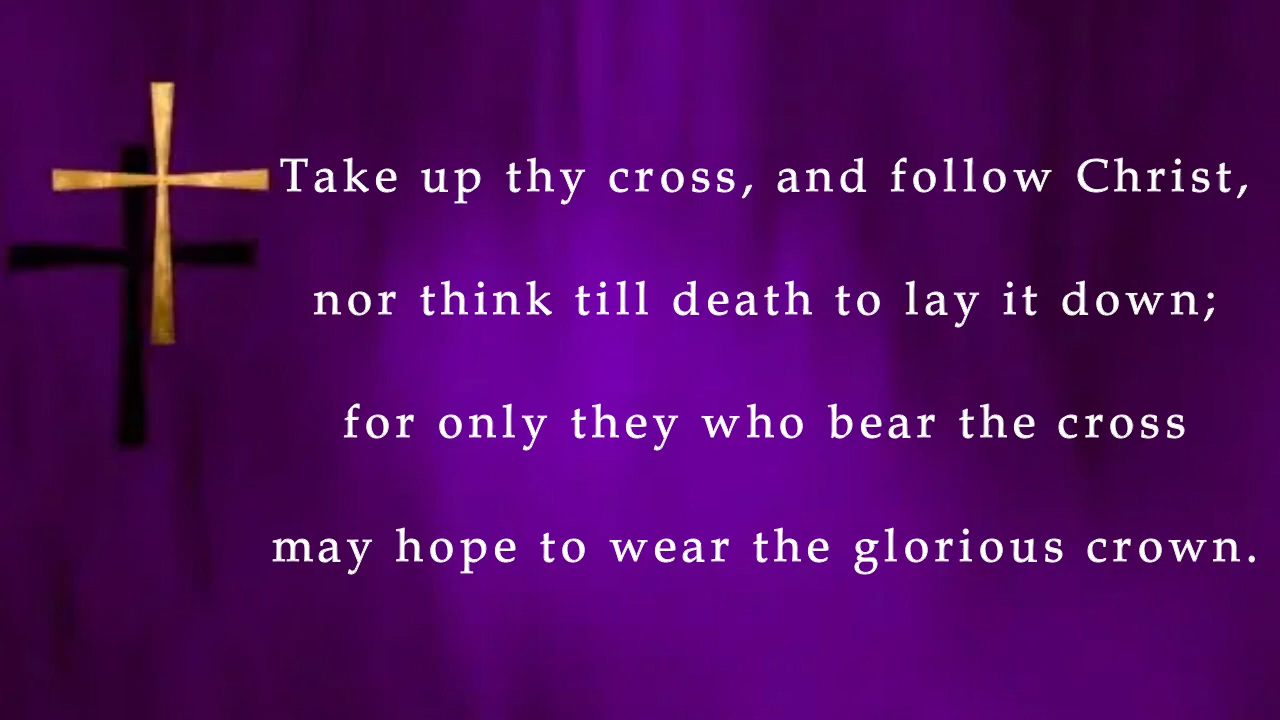 Take up thy cross, and follow Christ,
nor think till death to lay it down;
for only they who bear the cross
may hope to wear the glorious crown.